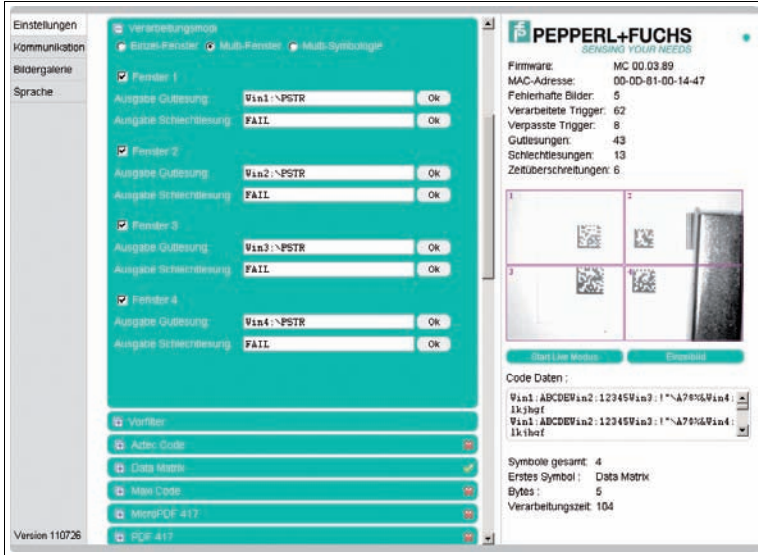 Einstellungen
Kommunikation
Bildergalerie
Sprache
Version 110726
Verarbeitungsmodi
Einzel-Fenster Multi-Fenster Multi-Symbologie
Fenster 1
Ausgabe Gutlesung: Win1:\PSTR Ok
Ausgabe Schlechtlesung: FAIL Ok
Fenster 2
Ausgabe Gutlesung: Win2:\PSTR Ok
Ausgabe Schlechtlesung: FAIL Ok
Fenster 3
Ausgabe Gutlesung: Win3:\PSTR Ok
Ausgabe Schlechtlesung: FAIL Ok
Fenster 4
Ausgabe Gutlesung: Win4:\PSTR Ok
Ausgabe Schlechtlesung: FAIL Ok
Vorfilter
Aztec Code
Data Matrix
Maxi Code
MicroPDF 417
PDF 417
PEPPERL+FUCHS
SENSING YOUR NEEDS
Firmware: MC 00.03.89
MAC-Adresse: 00-0D-81-00-14-47
Fehlerhafte Bilder: 5
Verarbeitete Trigger: 62
Verpasste Trigger: 8
Gutlesungen: 43
Schlechtlesungen: 13
Zeitüberschreitungen: 6
1 2
3 4
Start Live Modus Einzelbild
Code Daten :
Win1:ABCDEWin2:12345Win3:!"\A7$%&Win4:
lkjhgf
Win1:ABCDEWin2:12345Win3:!"\A7$%&Win4:
lkjhgf
Symbole gesamt: 4
Erstes Symbol : Data Matrix
Bytes : 5
Verarbeitungszeit: 104